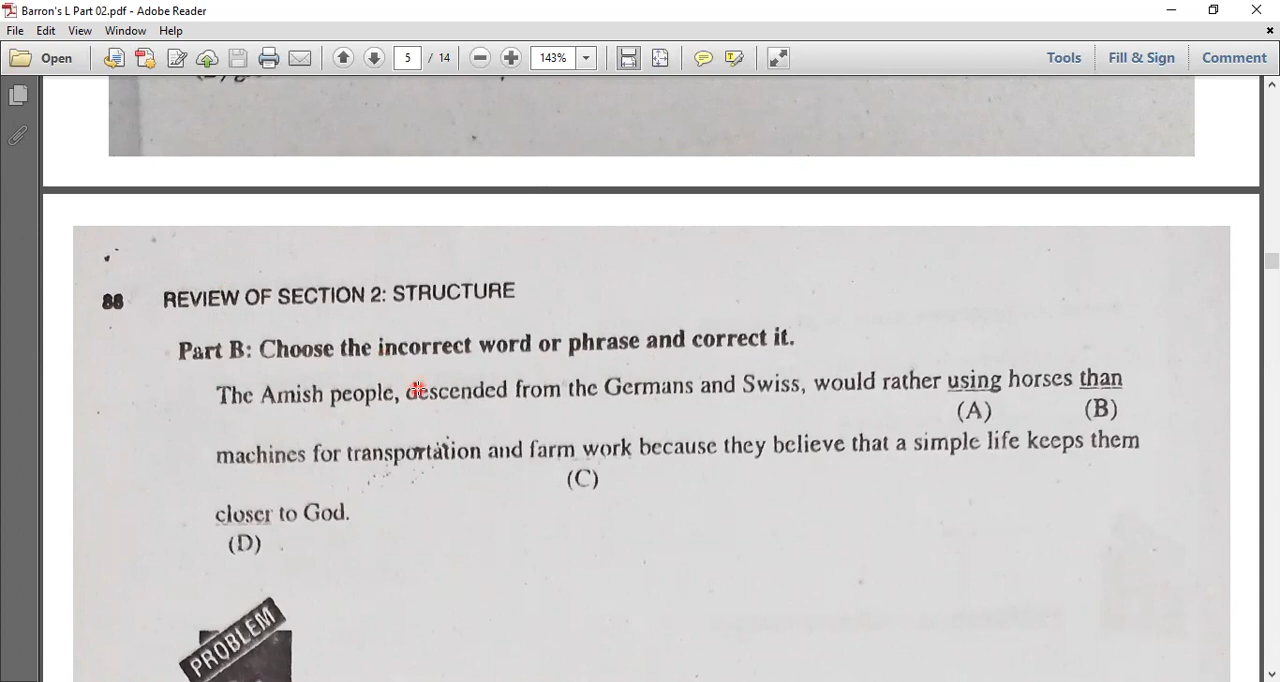 Barron's L Part 02.pdf - Adobe Reader
File Edit View Window Help
Open 5 / 14 143% Tools Fill & Sign Comment
88 REVIEW OF SECTION 2: STRUCTURE
Part B: Choose the incorrect word or phrase and correct it.
The Amish people, descended from the Germans and Swiss, would rather using horses than
(A) (B)
machines for transportation and farm work because they believe that a simple life keeps them
(C)
closer to God.
(D)
PROBLEM